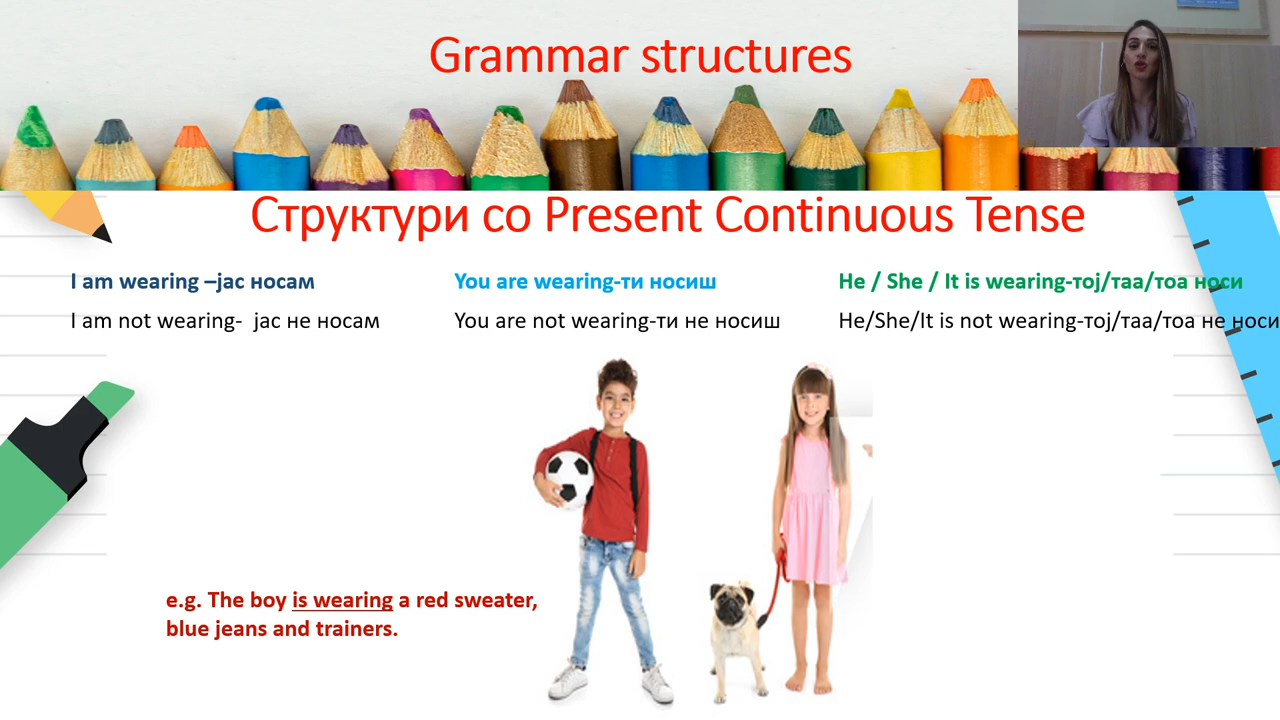 Grammar structures
Структури со Present Continuous Tense
I am wearing –јас носам
You are wearing-ти носиш
He / She / It is wearing-тој/таа/тоа носи
I am not wearing-  јас не носам
You are not wearing-ти не носиш
He/She/It is not wearing-тој/таа/тоа не носи
e.g. The boy is wearing a red sweater,
blue jeans and trainers.